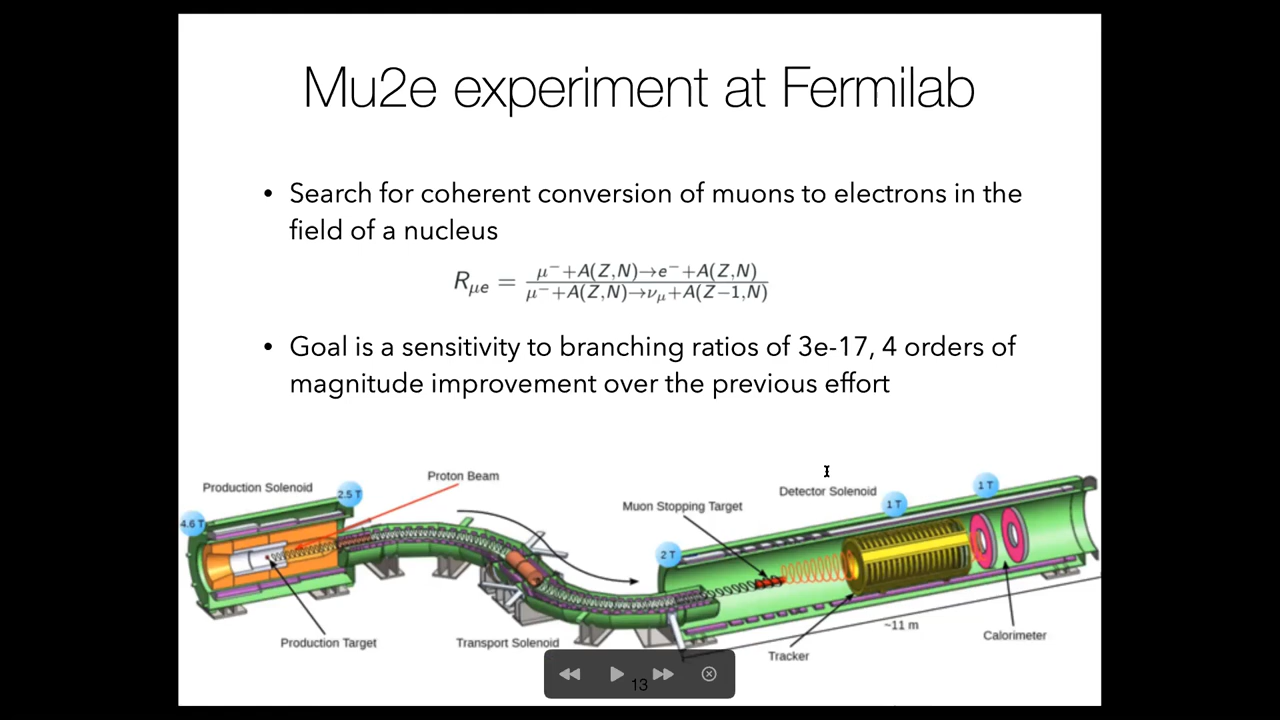 Mu2e experiment at Fermilab
• Search for coherent conversion of muons to electrons in the
field of a nucleus
R_μe = (μ⁻+A(Z,N)→e⁻+A(Z,N)) / (μ⁻+A(Z,N)→ν_μ+A(Z−1,N))
• Goal is a sensitivity to branching ratios of 3e-17, 4 orders of
magnitude improvement over the previous effort
Production Solenoid
Proton Beam
2.5 T
4.6 T
Muon Stopping Target
Detector Solenoid
1 T
1 T
2 T
Production Target
Transport Solenoid
Tracker
~11 m
Calorimeter
13